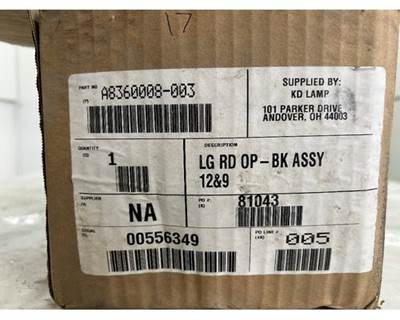 17
PART NO
(P)
A8360008-003
SUPPLIED BY:
KD LAMP
101 PARKER DRIVE
ANDOVER, OH 44003
QUANTITY
(Q)
1
DESCRIPTION
LG RD OP-BK ASSY
12&9
SUPPLIER
(V)
NA
PO #
(K)
81043
SERIAL
(S)
00556349
PO LINE #
(4K)
005